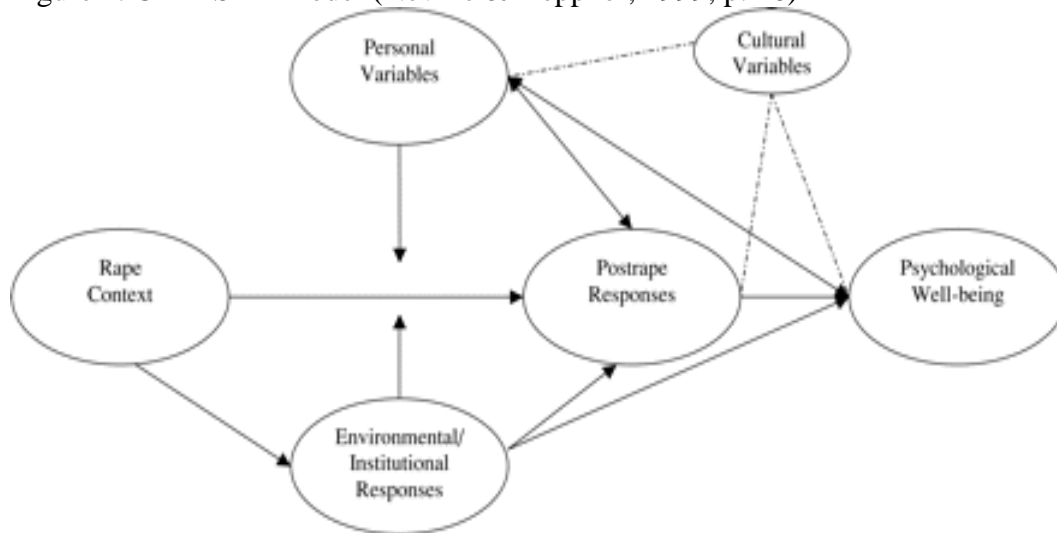 Personal
Variables
Cultural
Variables
Rape
Context
Postrape
Responses
Psychological
Well-being
Environmental/
Institutional
Responses